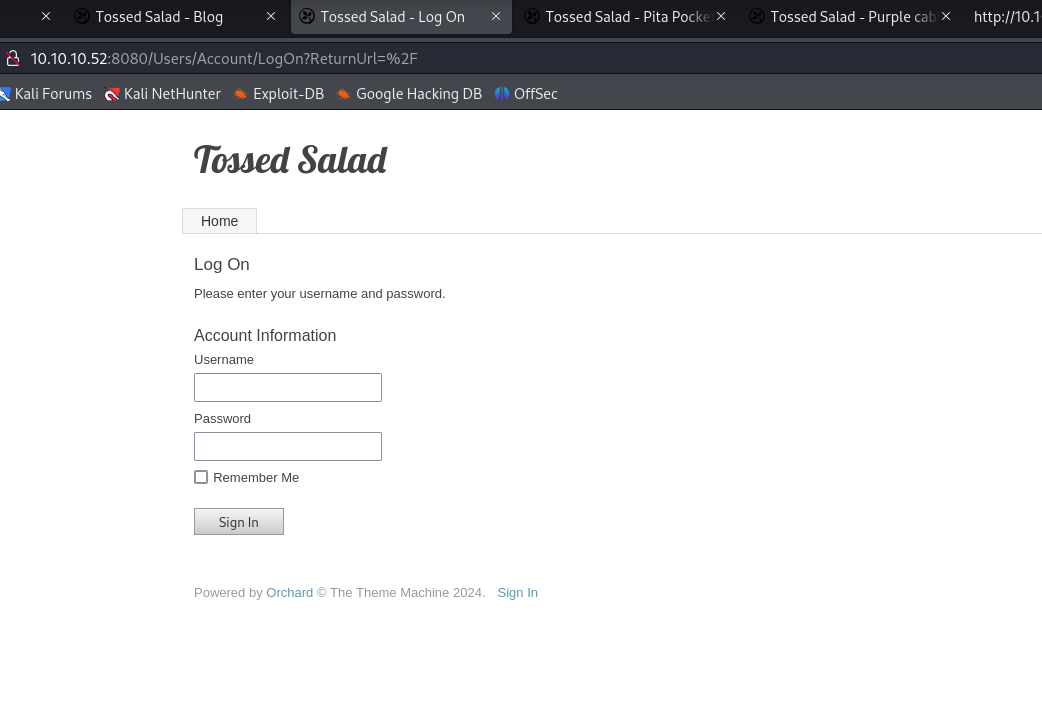 Tossed Salad - Blog
Tossed Salad - Log On
Tossed Salad - Pita Pocke
Tossed Salad - Purple cab
http://10.1
10.10.10.52:8080/Users/Account/LogOn?ReturnUrl=%2F
Kali Forums Kali NetHunter Exploit-DB Google Hacking DB OffSec
Tossed Salad
Home
Log On
Please enter your username and password.
Account Information
Username
Password
Remember Me
Sign In
Powered by Orchard © The Theme Machine 2024. Sign In